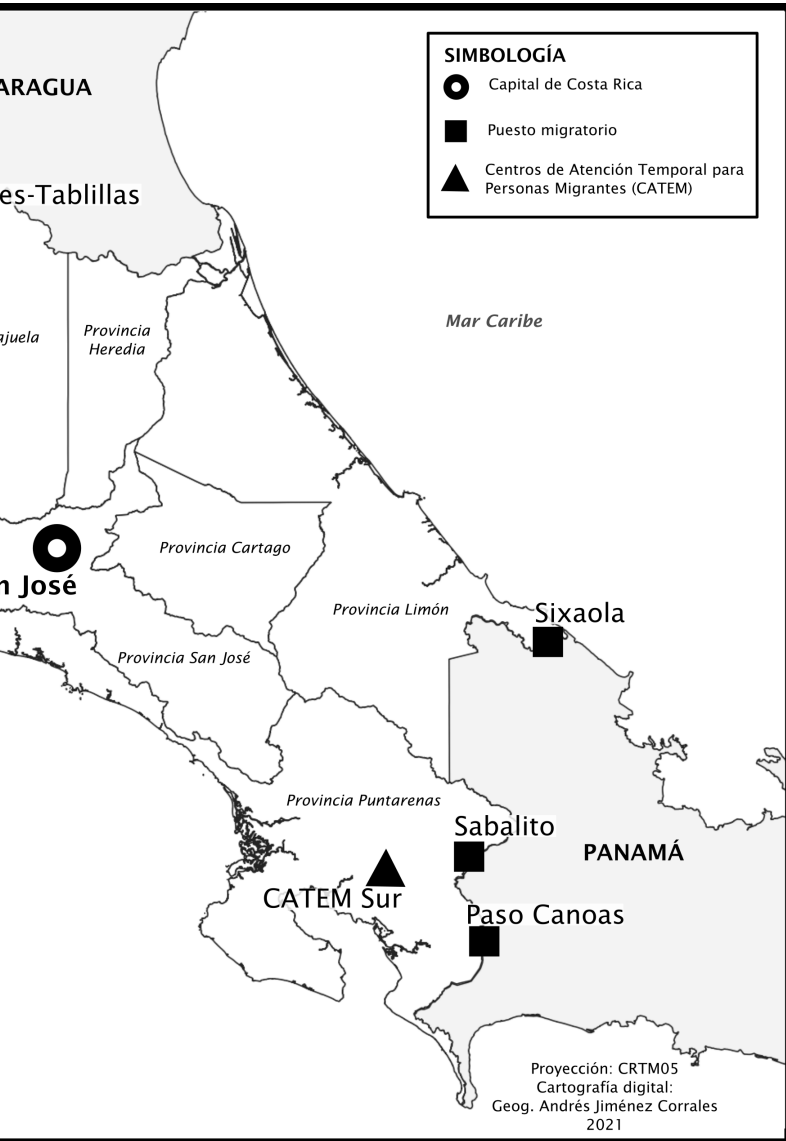 ARAGUA
SIMBOLOGÍA
Capital de Costa Rica
Puesto migratorio
Centros de Atención Temporal para
Personas Migrantes (CATEM)
es-Tablillas
Mar Caribe
ajuela
Provincia
Heredia
Provincia Cartago
n José
Provincia Limón
Sixaola
Provincia San José
Provincia Puntarenas
Sabalito
PANAMÁ
CATEM Sur
Paso Canoas
Proyección: CRTM05
Cartografía digital:
Geog. Andrés Jiménez Corrales
2021